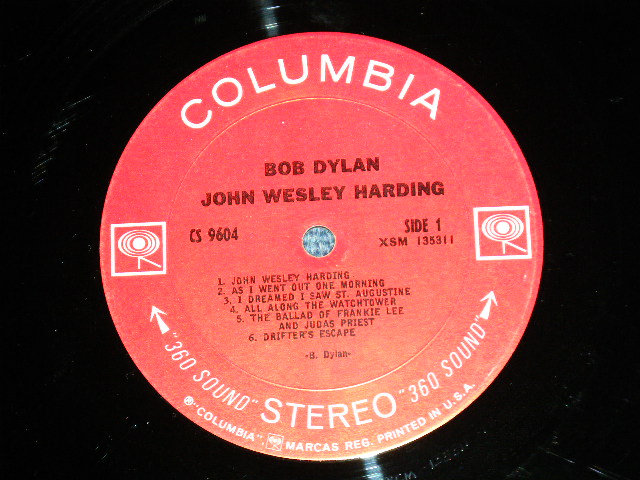 COLUMBIA
BOB DYLAN
JOHN WESLEY HARDING
CS 9604
SIDE 1
XSM 135311
1. JOHN WESLEY HARDING
2. AS I WENT OUT ONE MORNING
3. I DREAMED I SAW ST. AUGUSTINE
4. ALL ALONG THE WATCHTOWER
5. THE BALLAD OF FRANKIE LEE
AND JUDAS PRIEST
6. DRIFTER'S ESCAPE
-B. Dylan-
"360 SOUND" STEREO "360 SOUND"
℗"COLUMBIA", MARCAS REG. PRINTED IN U.S.A.